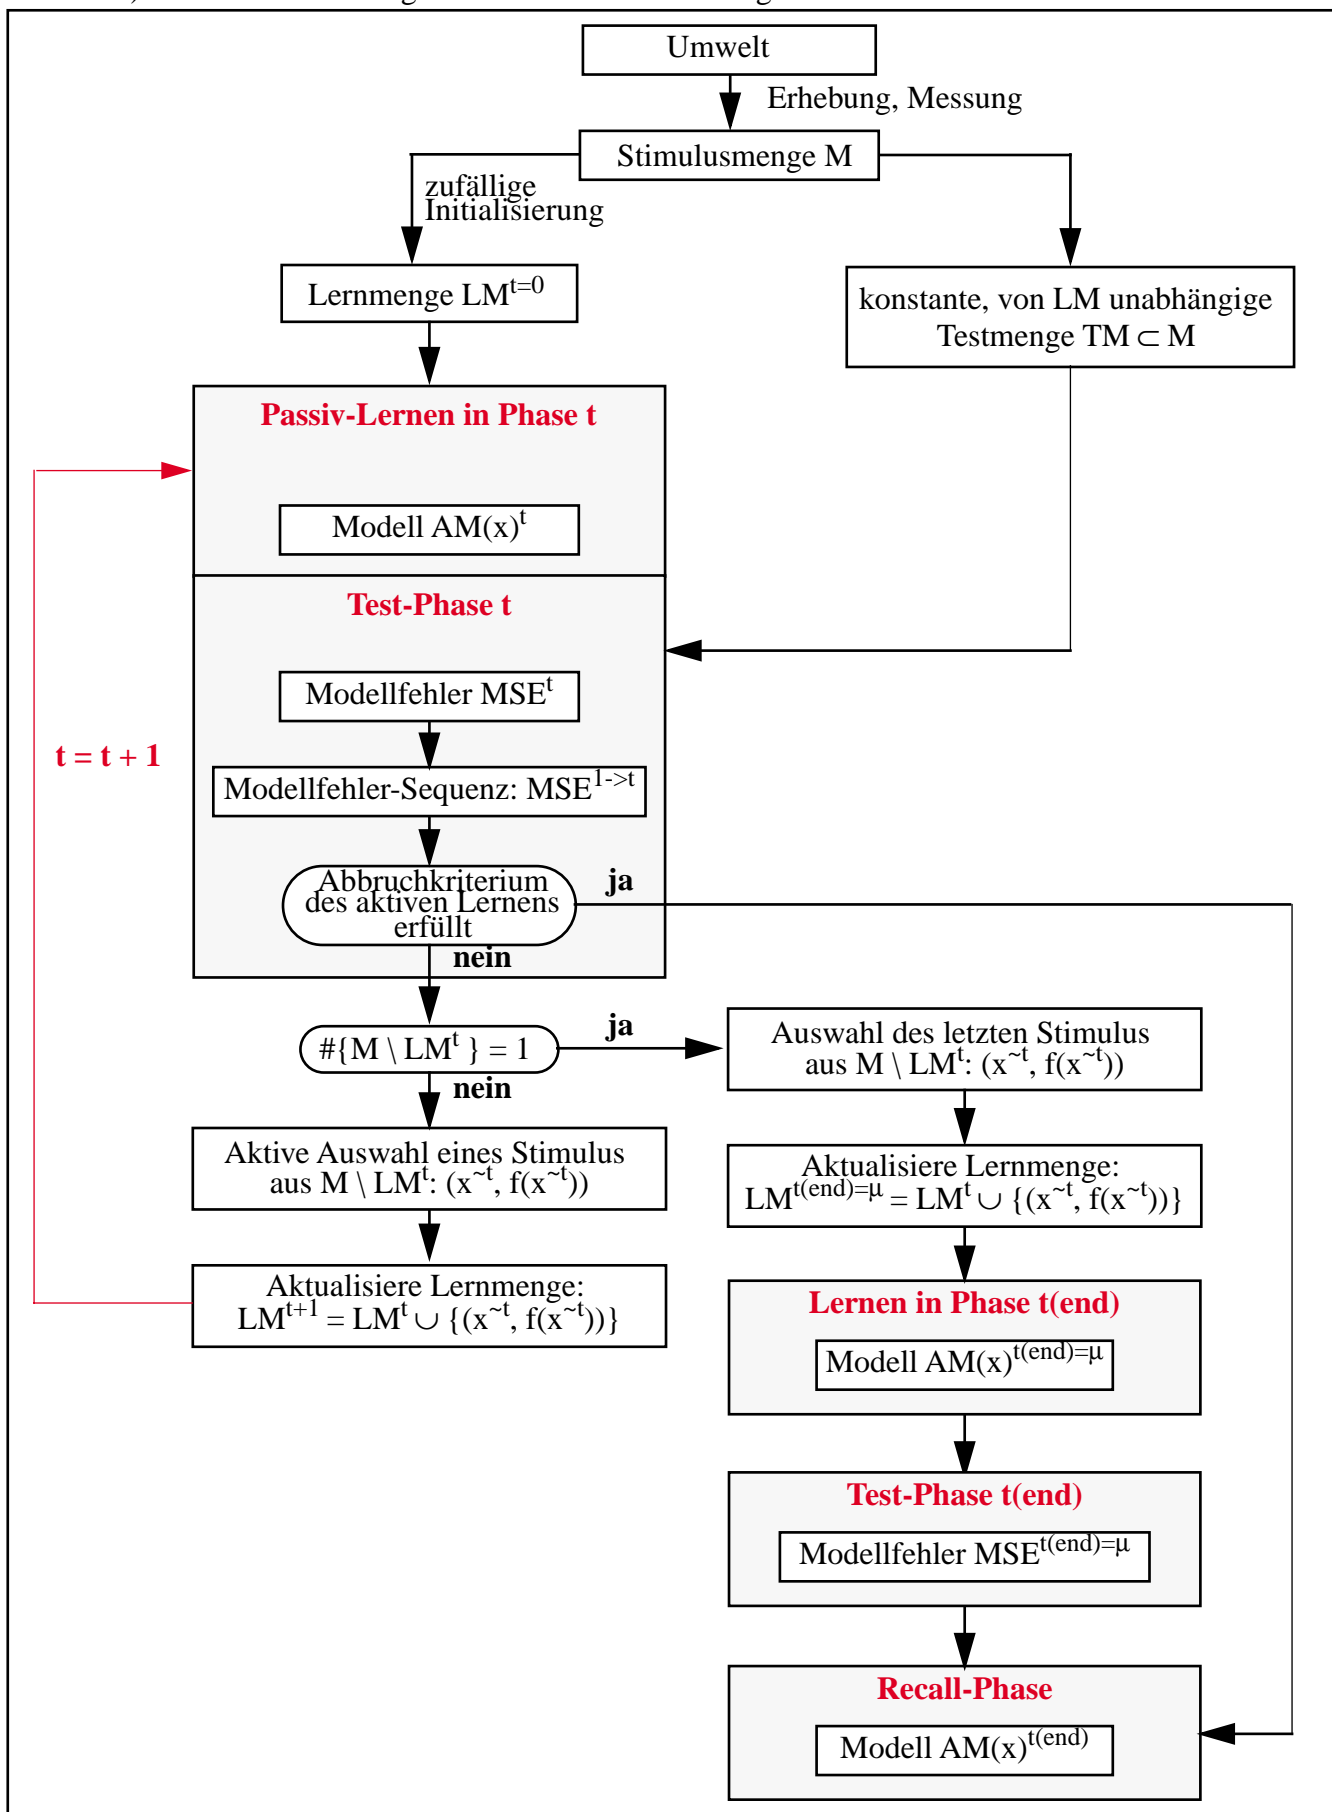 Umwelt
Erhebung, Messung
Stimulusmenge M
zufällige
Initialisierung
Lernmenge LM^t=0
konstante, von LM unabhängige
Testmenge TM ⊂ M
Passiv-Lernen in Phase t
Modell AM(x)^t
Test-Phase t
Modellfehler MSE^t
t = t + 1
Modellfehler-Sequenz: MSE^1->t
Abbruchkriterium
des aktiven Lernens
erfüllt
ja
nein
#{M \ LM^t } = 1
ja
nein
Auswahl des letzten Stimulus
aus M \ LM^t: (x^~t, f(x^~t))
Aktive Auswahl eines Stimulus
aus M \ LM^t: (x^~t, f(x^~t))
Aktualisiere Lernmenge:
LM^t(end)=μ = LM^t ∪ {(x^~t, f(x^~t))}
Aktualisiere Lernmenge:
LM^t+1 = LM^t ∪ {(x^~t, f(x^~t))}
Lernen in Phase t(end)
Modell AM(x)^t(end)=μ
Test-Phase t(end)
Modellfehler MSE^t(end)=μ
Recall-Phase
Modell AM(x)^t(end)